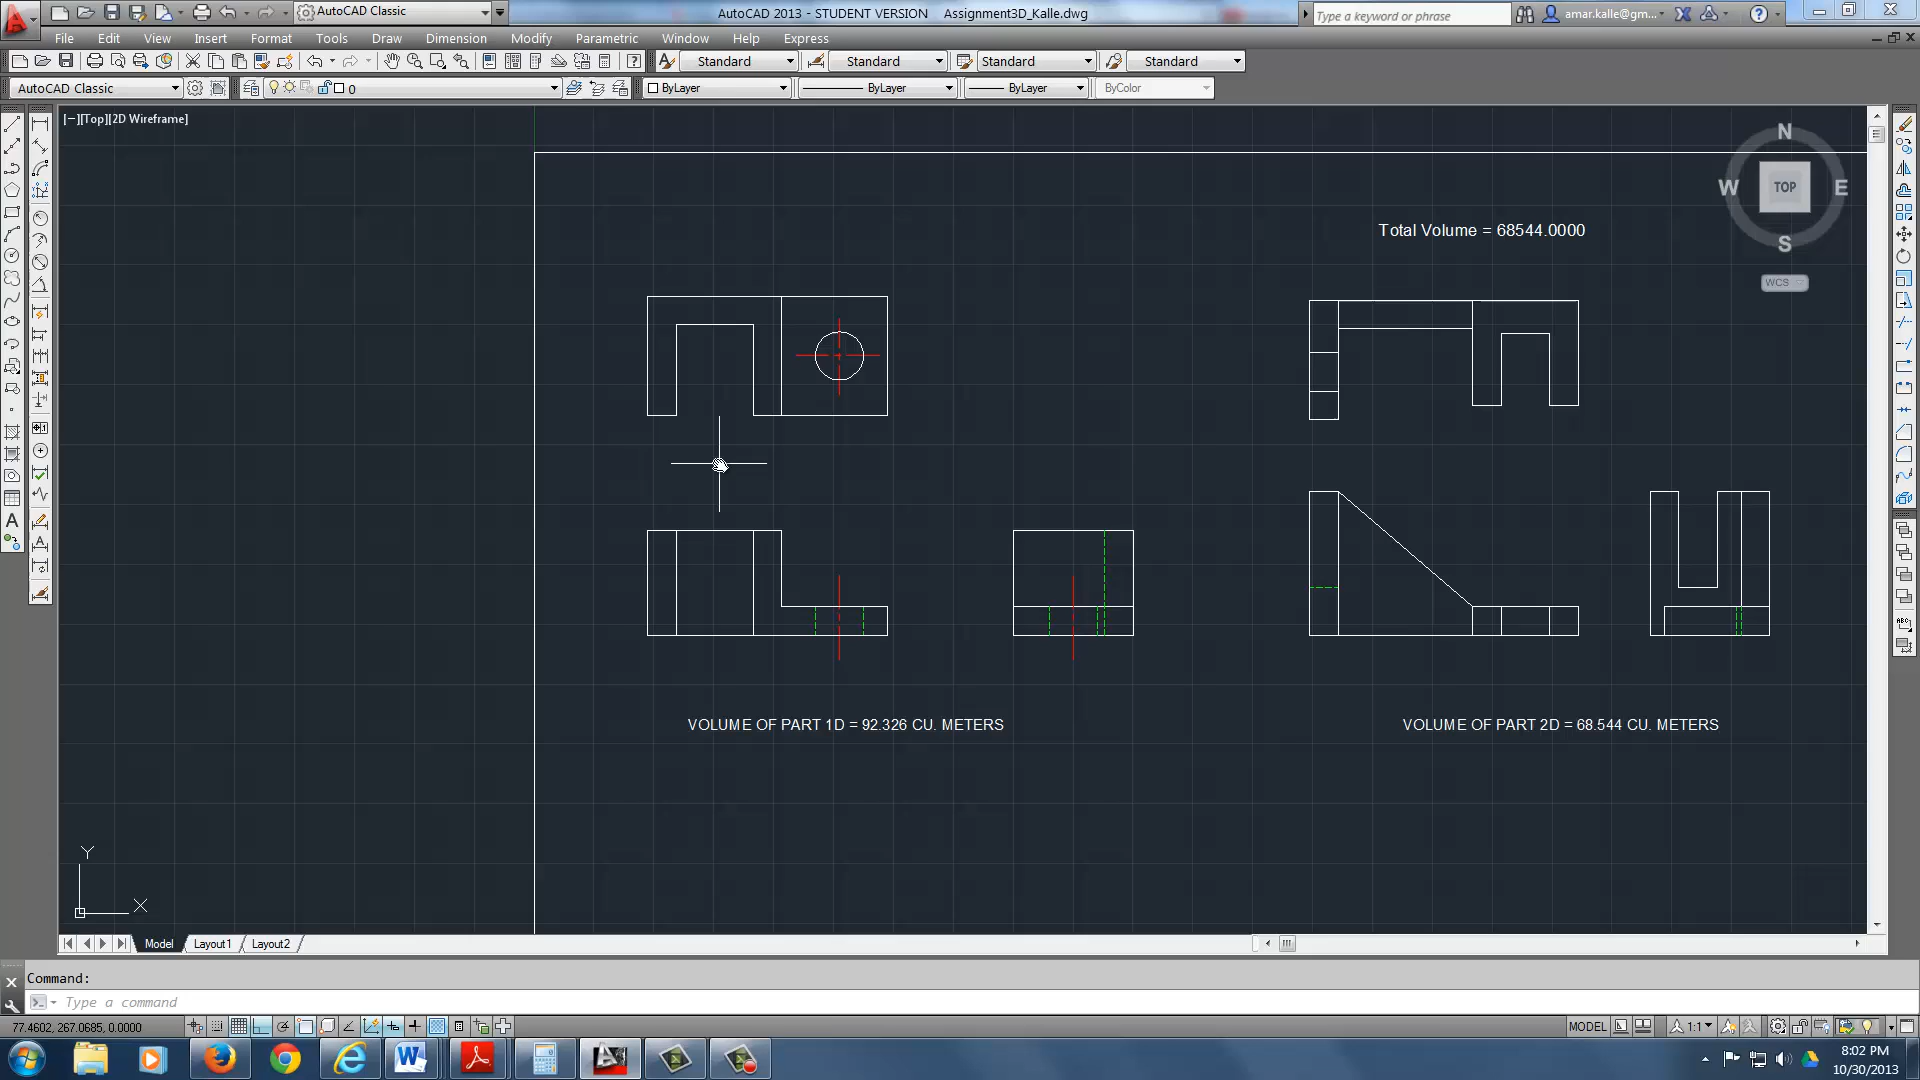 AutoCAD Classic
AutoCAD 2013 - STUDENT VERSION Assignment3D_Kalle.dwg
Type a keyword or phrase
amar.kalle@gm...
File Edit View Insert Format Tools Draw Dimension Modify Parametric Window Help Express
Standard Standard Standard Standard
AutoCAD Classic 0 ByLayer ByLayer ByLayer ByColor
[−][Top][2D Wireframe]
N
W TOP E
S
WCS
Total Volume = 68544.0000
VOLUME OF PART 1D = 92.326 CU. METERS
VOLUME OF PART 2D = 68.544 CU. METERS
Y
X
Model Layout1 Layout2
Command:
Type a command
77.4602, 267.0685, 0.0000
MODEL 1:1
8:02 PM
10/30/2013